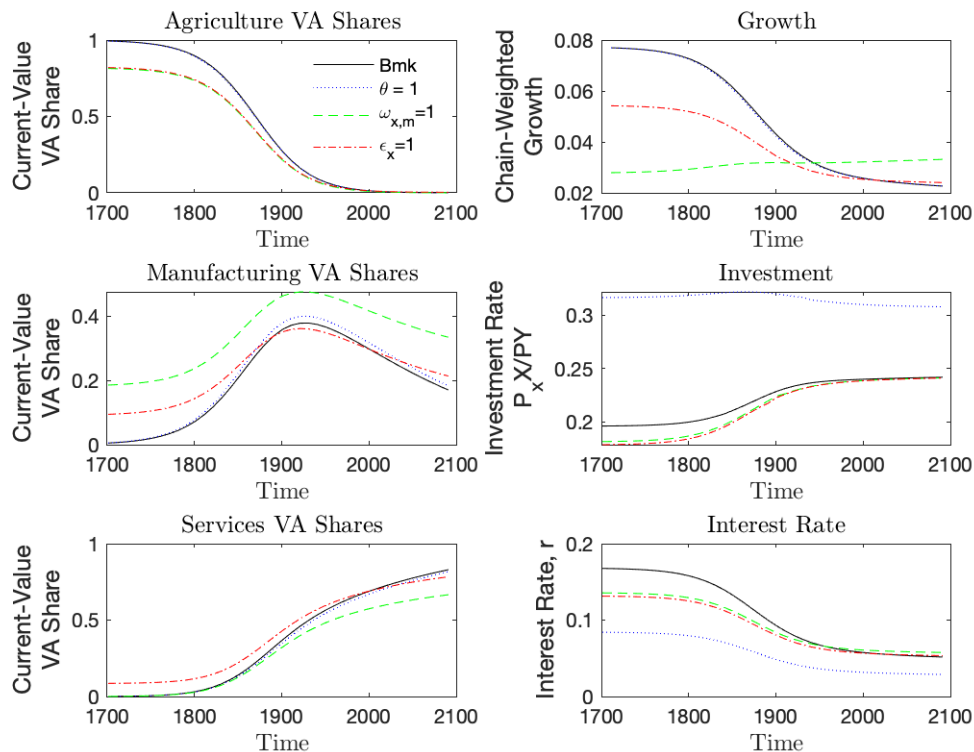 Agriculture VA Shares
Current-Value
VA Share
1
0.5
0
Bmk
θ = 1
ω_{x,m}=1
ϵ_x=1
1700 1800 1900 2000 2100
Time
Growth
Chain-Weighted
Growth
0.08
0.06
0.04
0.02
1700 1800 1900 2000 2100
Time
Manufacturing VA Shares
Current-Value
VA Share
0.4
0.2
0
1700 1800 1900 2000 2100
Time
Investment
Investment Rate
P_xX/PY
0.3
0.25
0.2
1700 1800 1900 2000 2100
Time
Services VA Shares
Current-Value
VA Share
1
0.5
0
1700 1800 1900 2000 2100
Time
Interest Rate
Interest Rate, r
0.2
0.1
0
1700 1800 1900 2000 2100
Time